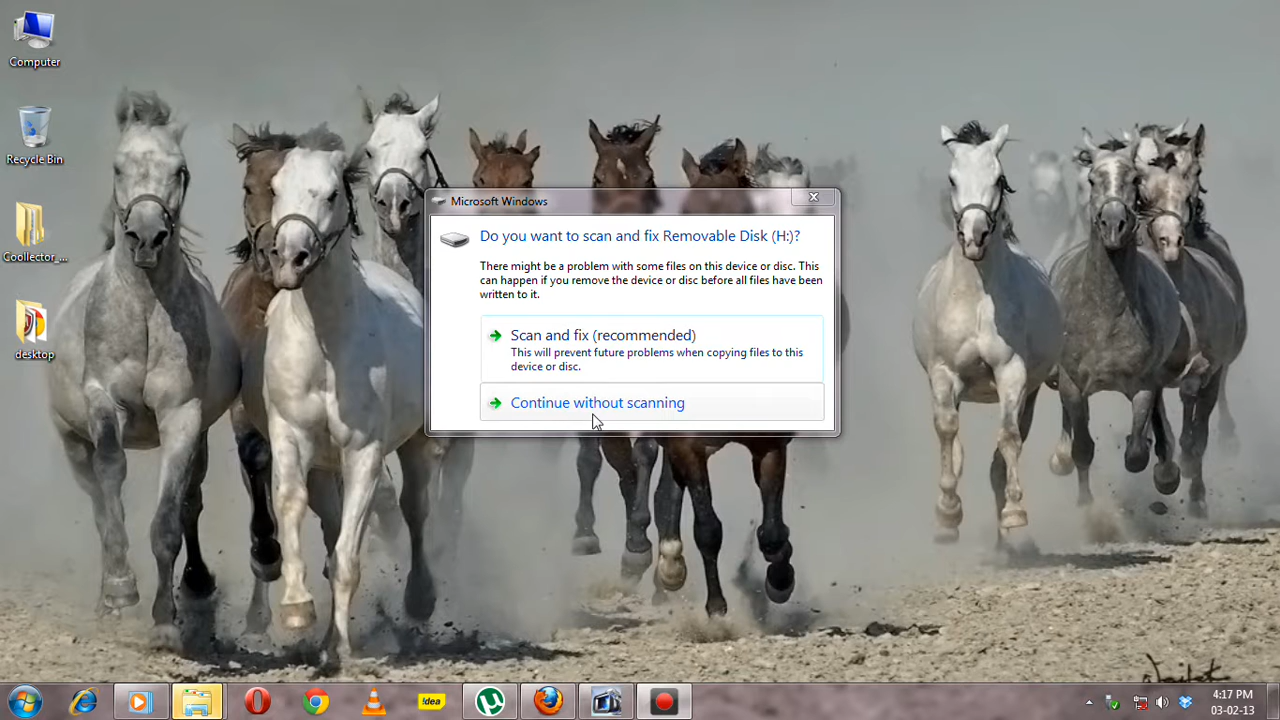 Computer
Recycle Bin
Coollector_...
desktop
Microsoft Windows
Do you want to scan and fix Removable Disk (H:)?
There might be a problem with some files on this device or disc. This
can happen if you remove the device or disc before all files have been
written to it.
Scan and fix (recommended)
This will prevent future problems when copying files to this
device or disc.
Continue without scanning
!dea
4:17 PM
03-02-13